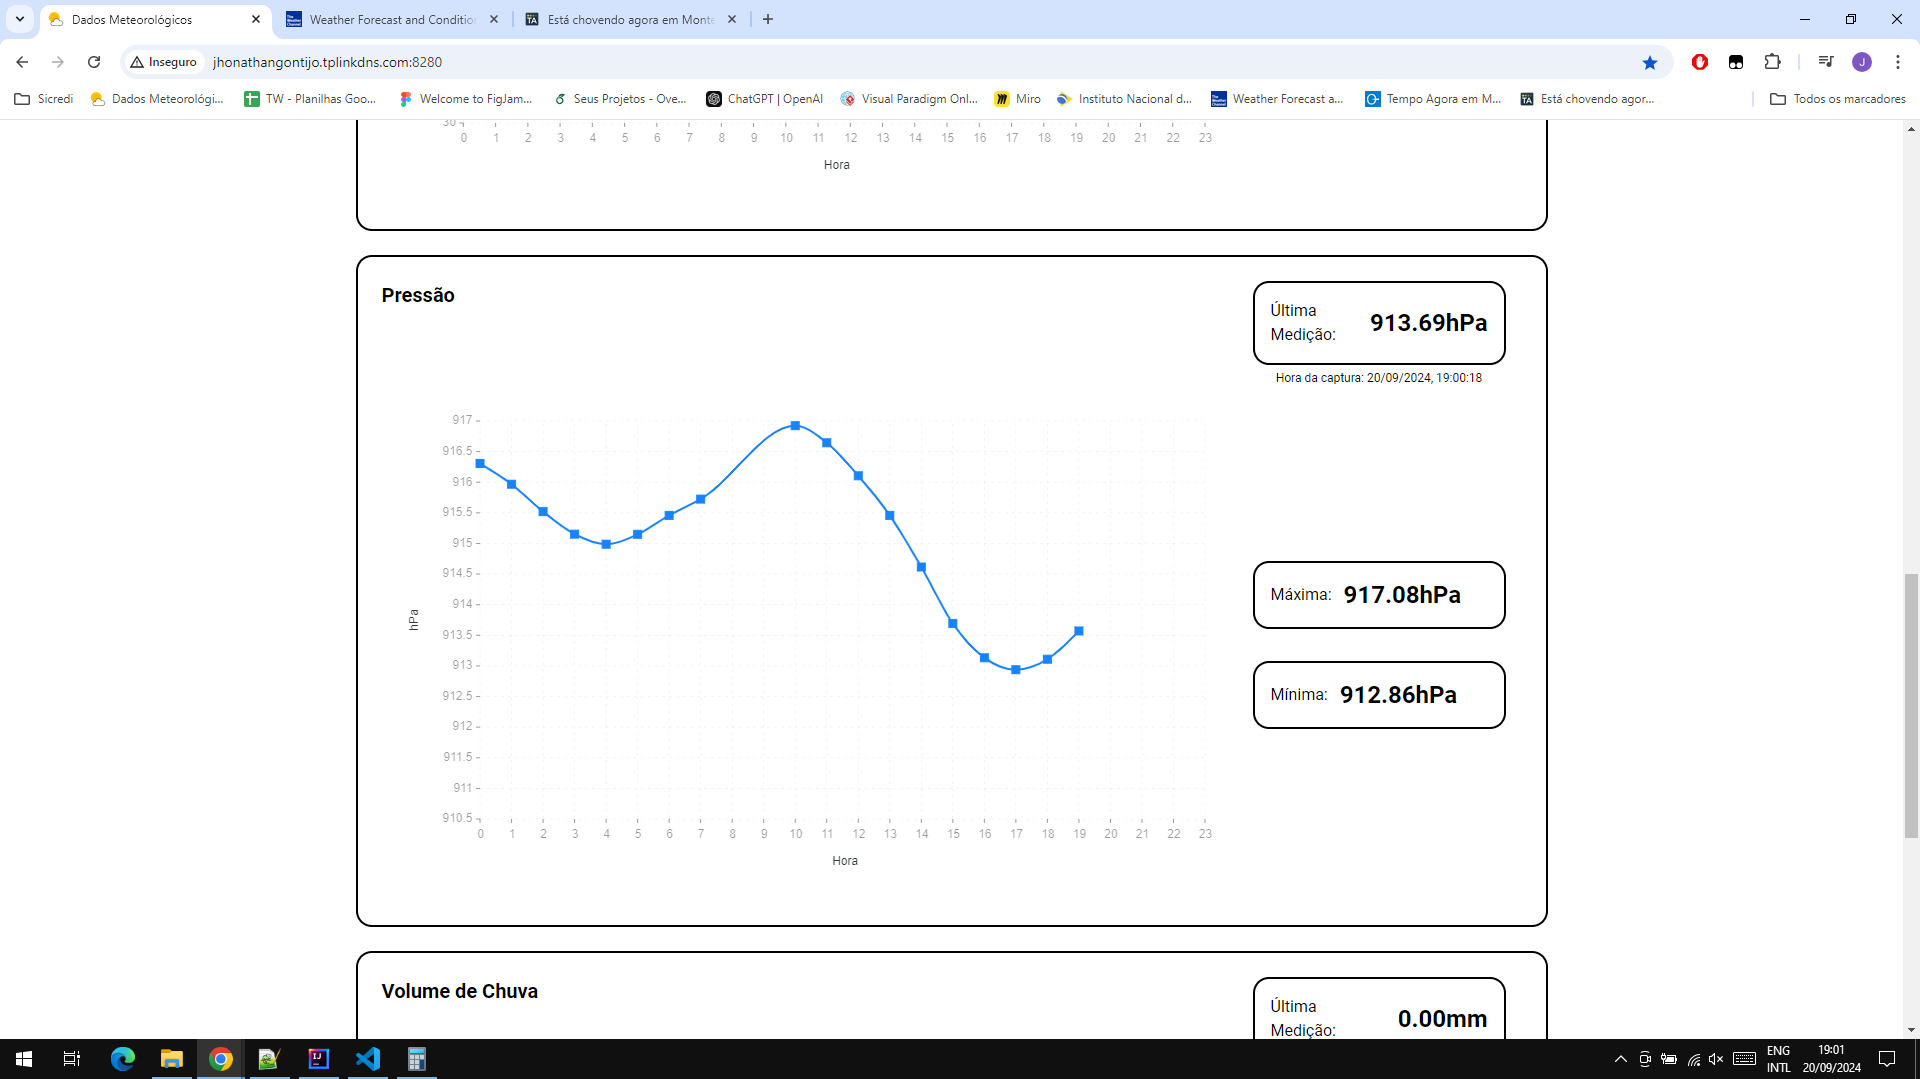 Dados Meteorológicos
Weather Forecast and Conditio
Está chovendo agora em Monte
Inseguro
jhonathangontijo.tplinkdns.com:8280
Sicredi
Dados Meteorológi...
TW - Planilhas Goo...
Welcome to FigJam...
Seus Projetos - Ove...
ChatGPT | OpenAI
Visual Paradigm Onl...
Miro
Instituto Nacional d...
Weather Forecast a...
Tempo Agora em M...
Está chovendo agor...
Todos os marcadores
30
0 1 2 3 4 5 6 7 8 9 10 11 12 13 14 15 16 17 18 19 20 21 22 23
Hora
Pressão
Última
Medição:
913.69hPa
Hora da captura: 20/09/2024, 19:00:18
917
916.5
916
915.5
915
914.5
914
913.5
913
912.5
912
911.5
911
910.5
hPa
0 1 2 3 4 5 6 7 8 9 10 11 12 13 14 15 16 17 18 19 20 21 22 23
Hora
Máxima: 917.08hPa
Mínima: 912.86hPa
Volume de Chuva
Última
Medição:
0.00mm
ENG
INTL
19:01
20/09/2024